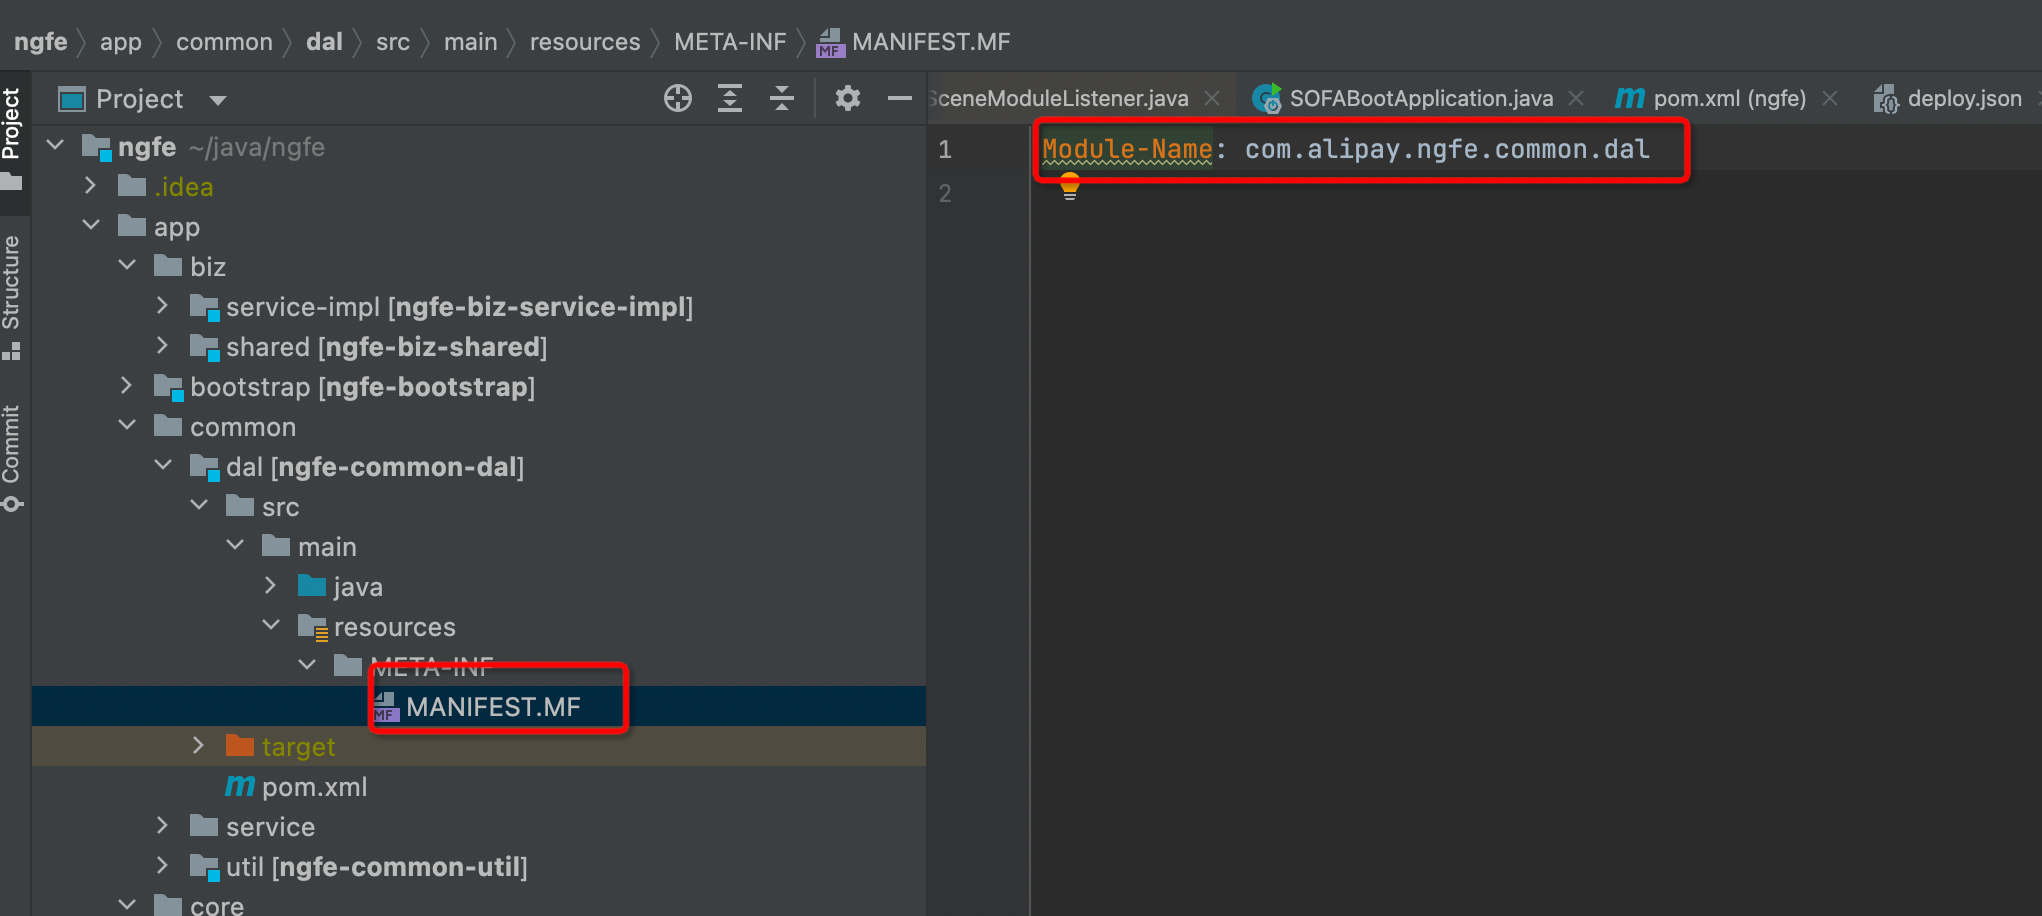 ngfe app common dal src main resources META-INF MANIFEST.MF
Project
SceneModuleListener.java SOFABootApplication.java pom.xml (ngfe) deploy.json
Project
Structure
Commit
ngfe ~/java/ngfe
.idea
app
biz
service-impl [ngfe-biz-service-impl]
shared [ngfe-biz-shared]
bootstrap [ngfe-bootstrap]
common
dal [ngfe-common-dal]
src
main
java
resources
META-INF
MANIFEST.MF
target
pom.xml
service
util [ngfe-common-util]
core
1 Module-Name: com.alipay.ngfe.common.dal
2